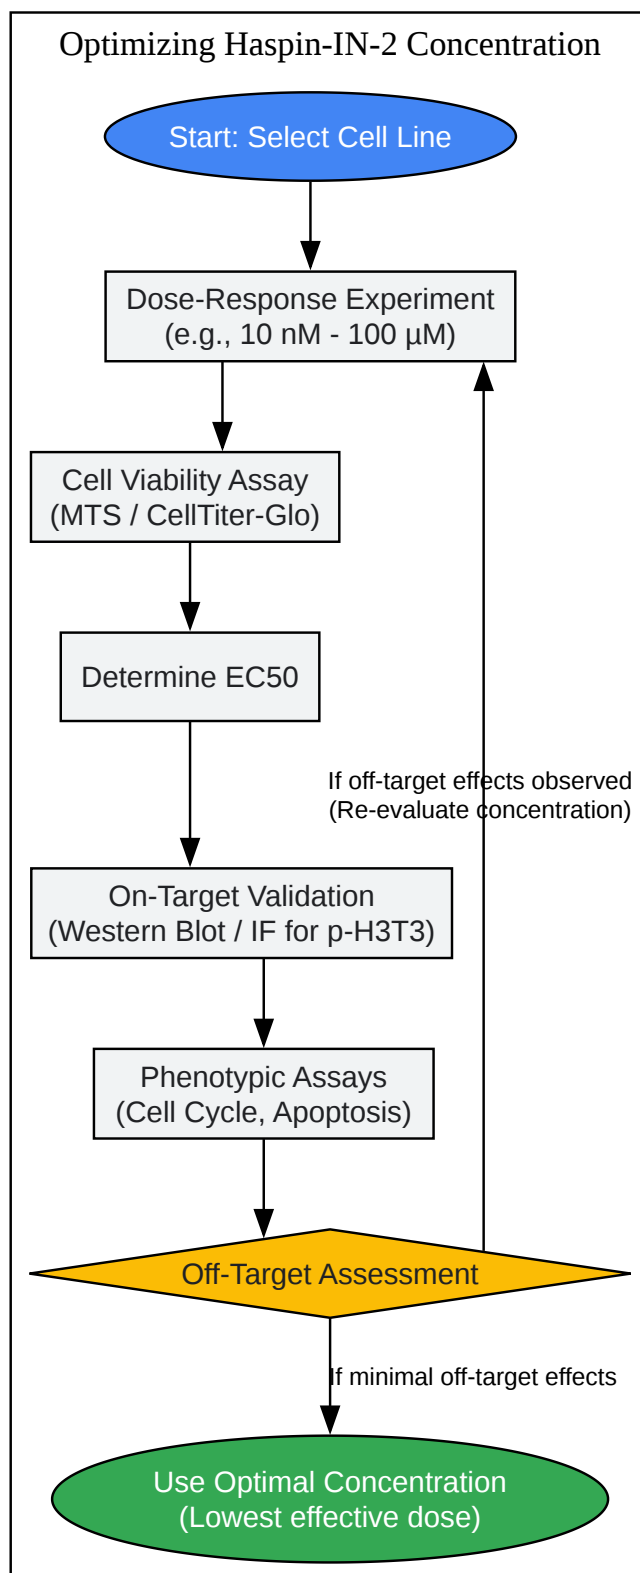 Optimizing Haspin-IN-2 Concentration
Start: Select Cell Line
Dose-Response Experiment
(e.g., 10 nM - 100 µM)
Cell Viability Assay
(MTS / CellTiter-Glo)
Determine EC50
If off-target effects observed
(Re-evaluate concentration)
On-Target Validation
(Western Blot / IF for p-H3T3)
Phenotypic Assays
(Cell Cycle, Apoptosis)
Off-Target Assessment
If minimal off-target effects
Use Optimal Concentration
(Lowest effective dose)